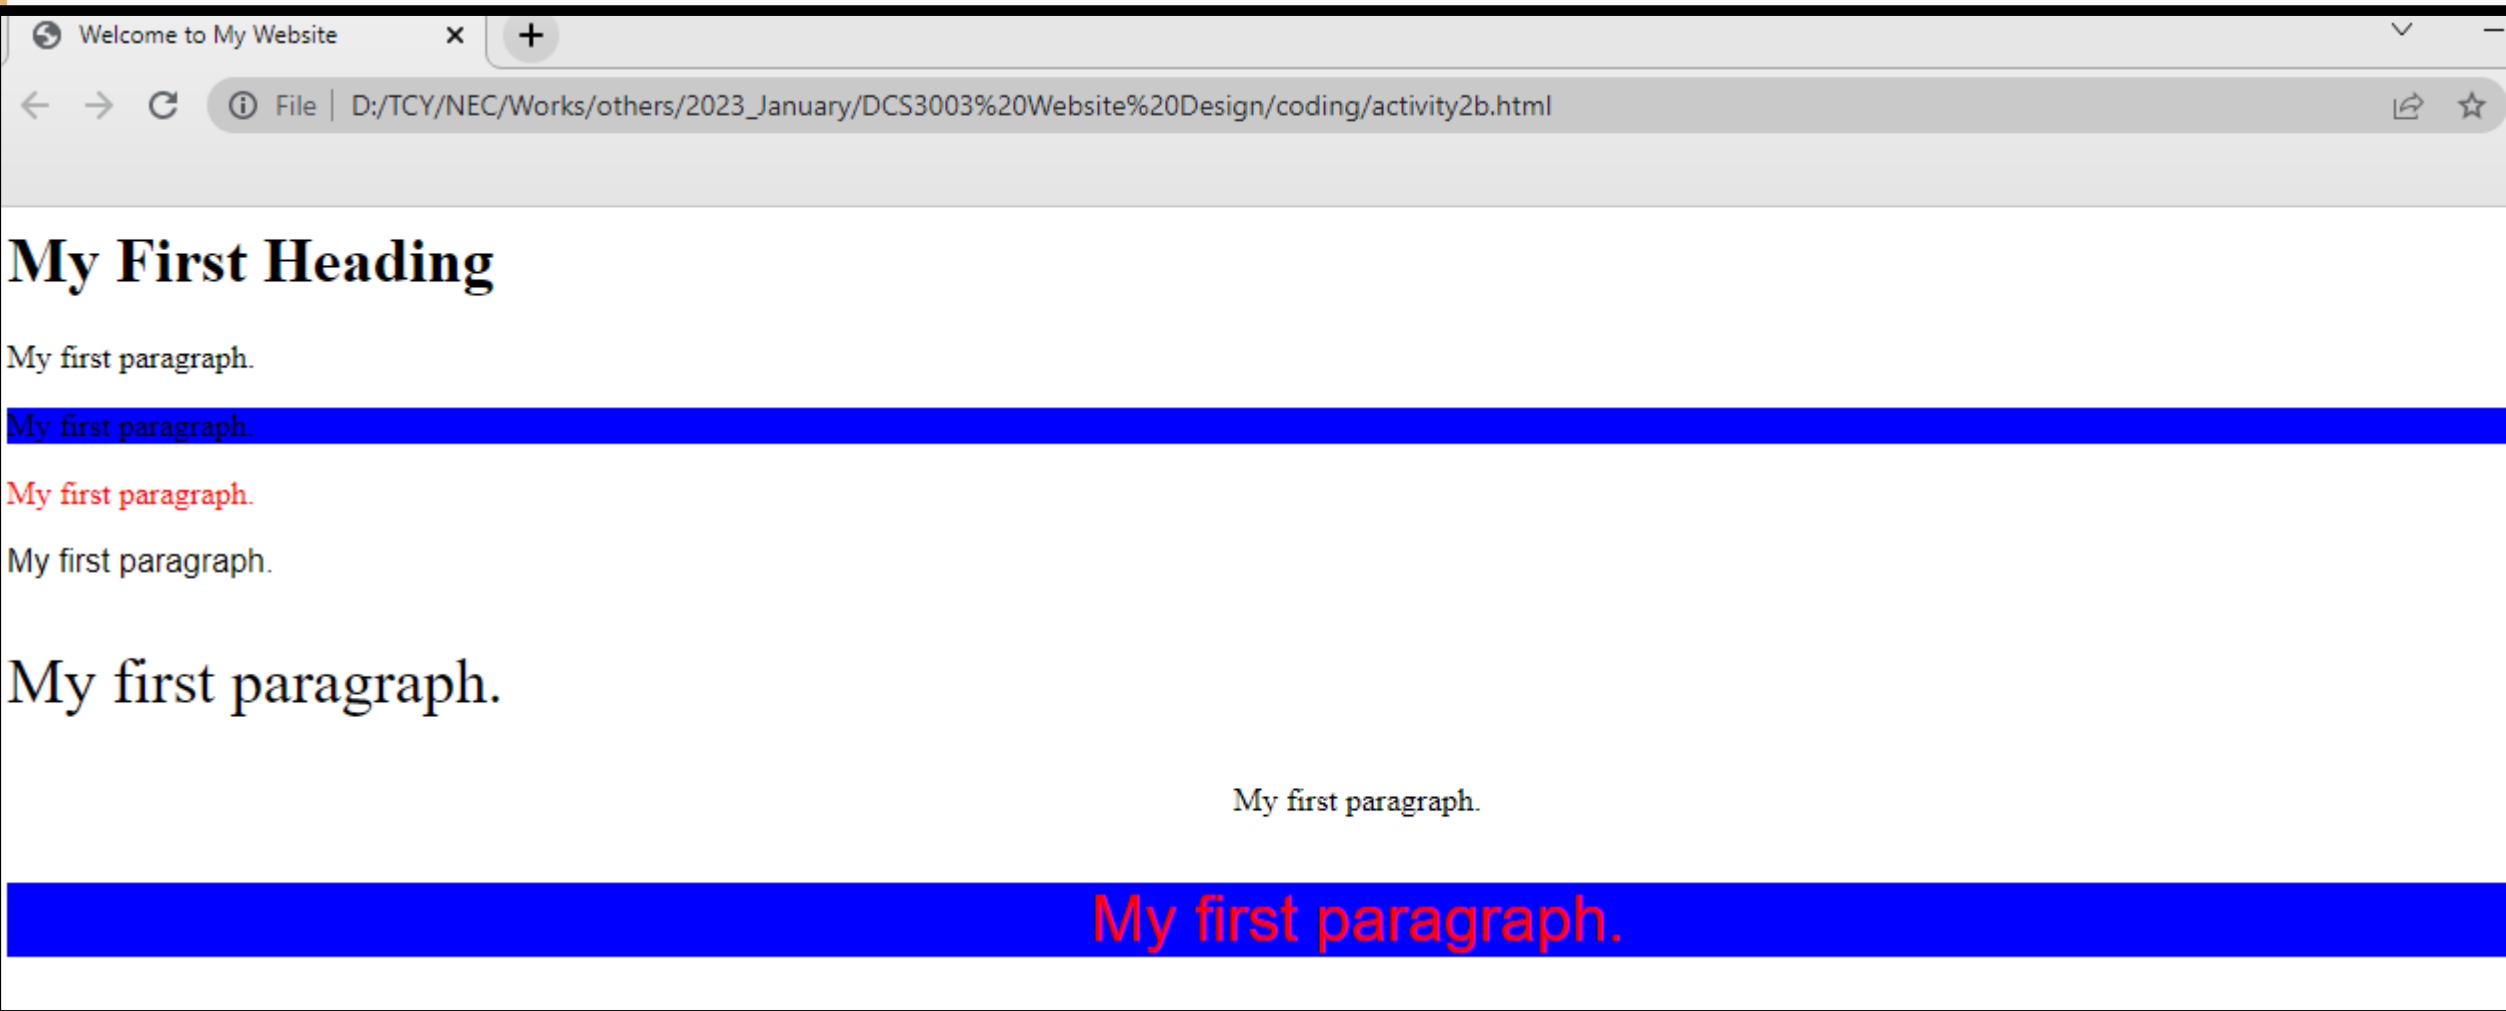 Welcome to My Website
File D:/TCY/NEC/Works/others/2023_January/DCS3003%20Website%20Design/coding/activity2b.html
My First Heading
My first paragraph.
My first paragraph.
My first paragraph.
My first paragraph.
My first paragraph.
My first paragraph.
My first paragraph.